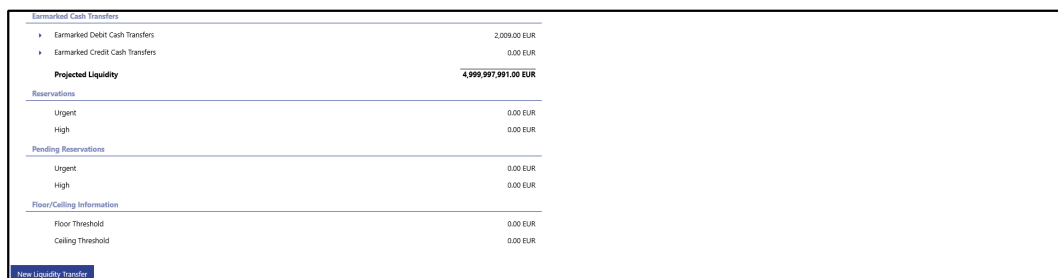 Earmarked Cash Transfers
Earmarked Debit Cash Transfers 2,009.00 EUR
Earmarked Credit Cash Transfers 0.00 EUR
Projected Liquidity 4,999,997,991.00 EUR
Reservations
Urgent 0.00 EUR
High 0.00 EUR
Pending Reservations
Urgent 0.00 EUR
High 0.00 EUR
Floor/Ceiling Information
Floor Threshold 0.00 EUR
Ceiling Threshold 0.00 EUR
New Liquidity Transfer